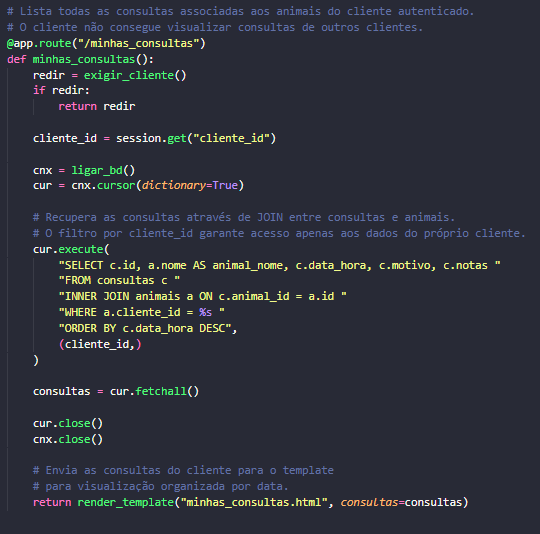 # Lista todas as consultas associadas aos animais do cliente autenticado.
# O cliente não consegue visualizar consultas de outros clientes.
@app.route("/minhas_consultas")
def minhas_consultas():
    redir = exigir_cliente()
    if redir:
        return redir

    cliente_id = session.get("cliente_id")

    cnx = ligar_bd()
    cur = cnx.cursor(dictionary=True)

    # Recupera as consultas através de JOIN entre consultas e animais.
    # O filtro por cliente_id garante acesso apenas aos dados do próprio cliente.
    cur.execute(
        "SELECT c.id, a.nome AS animal_nome, c.data_hora, c.motivo, c.notas "
        "FROM consultas c "
        "INNER JOIN animais a ON c.animal_id = a.id "
        "WHERE a.cliente_id = %s "
        "ORDER BY c.data_hora DESC",
        (cliente_id,)
    )

    consultas = cur.fetchall()

    cur.close()
    cnx.close()

    # Envia as consultas do cliente para o template
    # para visualização organizada por data.
    return render_template("minhas_consultas.html", consultas=consultas)